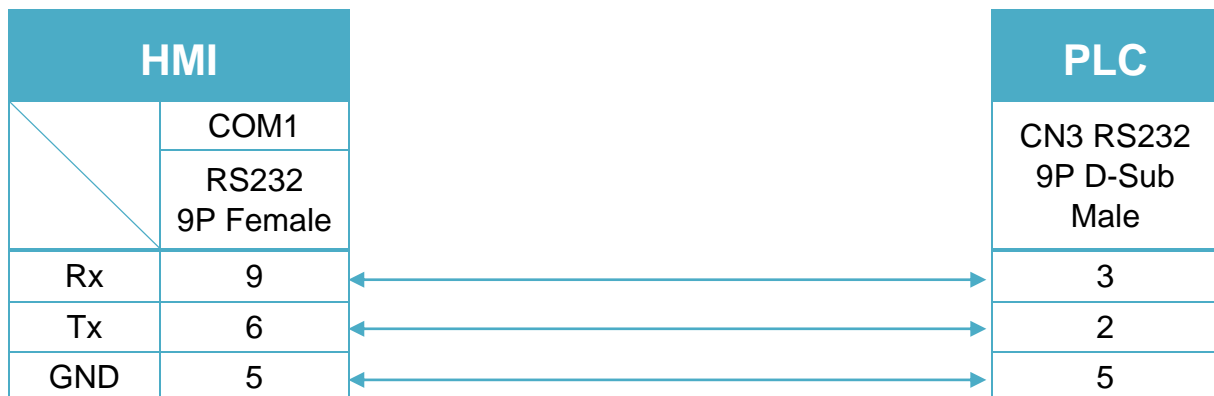 HMI
PLC
COM1
RS232
9P Female
CN3 RS232
9P D-Sub
Male
Rx 9 3
Tx 6 2
GND 5 5